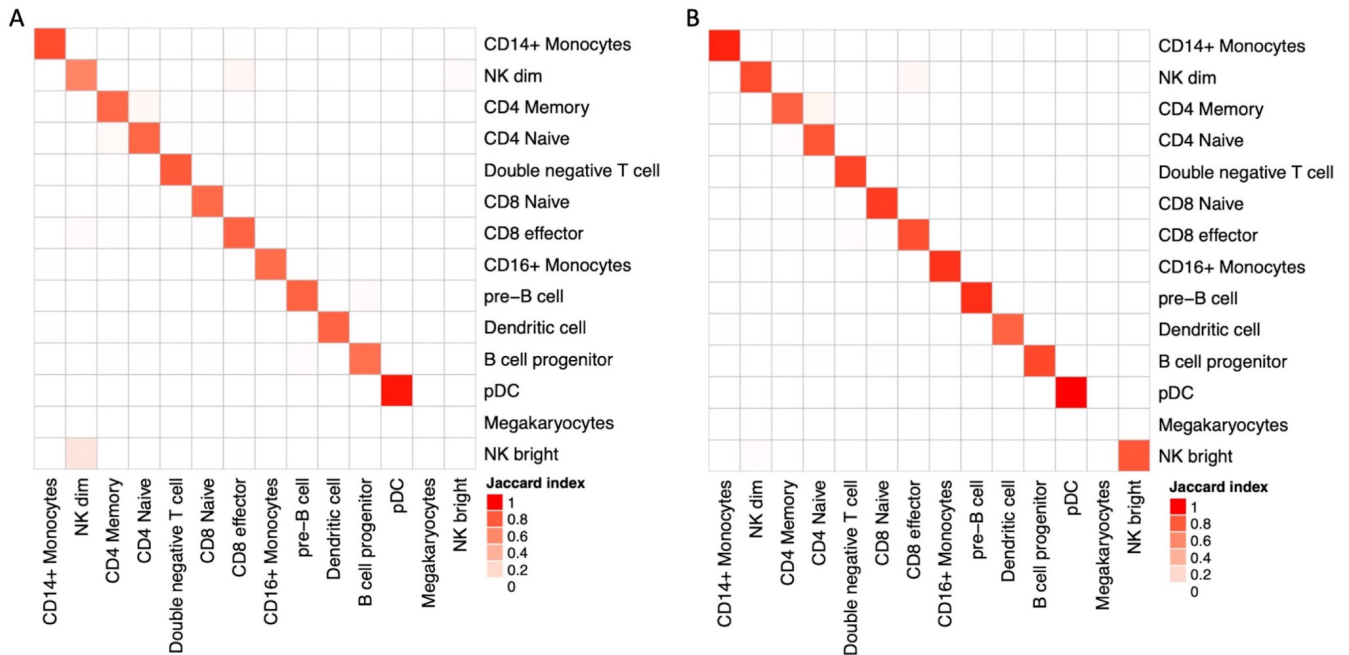 A
CD14+ Monocytes
NK dim
CD4 Memory
CD4 Naive
Double negative T cell
CD8 Naive
CD8 effector
CD16+ Monocytes
pre−B cell
Dendritic cell
B cell progenitor
pDC
Megakaryocytes
NK bright
CD14+ Monocytes
NK dim
CD4 Memory
CD4 Naive
Double negative T cell
CD8 Naive
CD8 effector
CD16+ Monocytes
pre−B cell
Dendritic cell
B cell progenitor
pDC
Megakaryocytes
NK bright
Jaccard index
1
0.8
0.6
0.4
0.2
0
B
CD14+ Monocytes
NK dim
CD4 Memory
CD4 Naive
Double negative T cell
CD8 Naive
CD8 effector
CD16+ Monocytes
pre−B cell
Dendritic cell
B cell progenitor
pDC
Megakaryocytes
NK bright
CD14+ Monocytes
NK dim
CD4 Memory
CD4 Naive
Double negative T cell
CD8 Naive
CD8 effector
CD16+ Monocytes
pre−B cell
Dendritic cell
B cell progenitor
pDC
Megakaryocytes
NK bright
Jaccard index
1
0.8
0.6
0.4
0.2
0